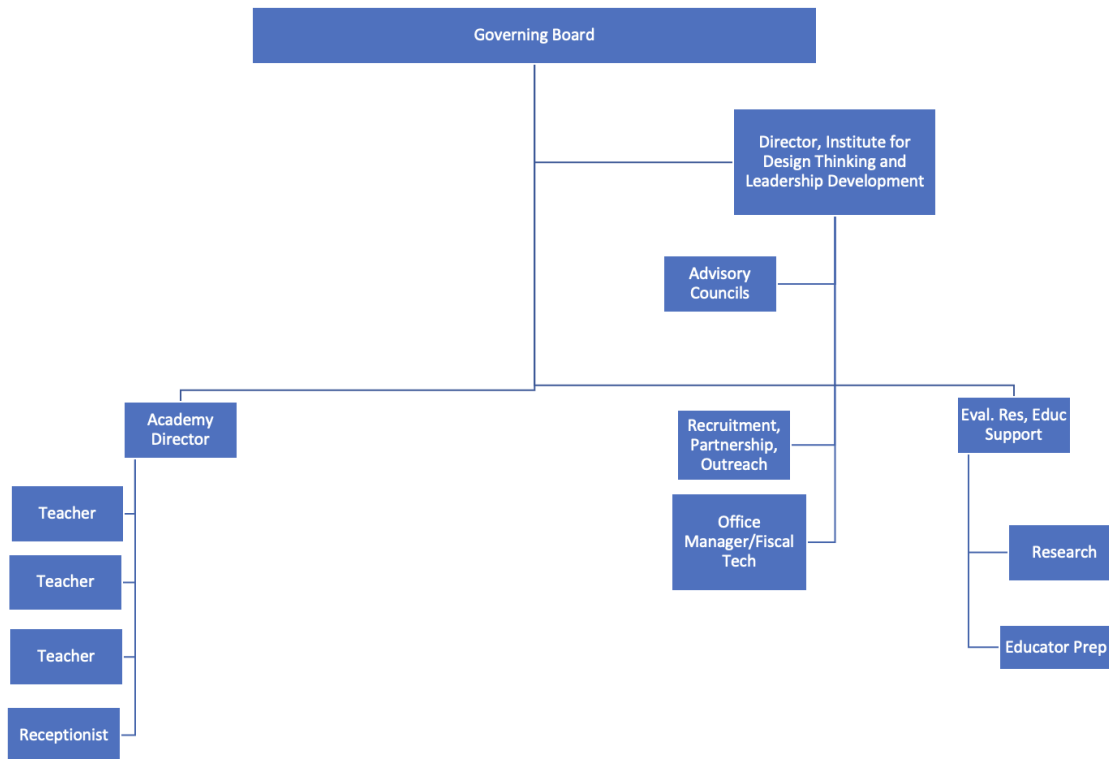 Governing Board
Director, Institute for
Design Thinking and
Leadership Development
Advisory
Councils
Academy
Director
Recruitment,
Partnership,
Outreach
Eval. Res, Educ
Support
Teacher
Office
Manager/Fiscal
Tech
Research
Teacher
Teacher
Educator Prep
Receptionist